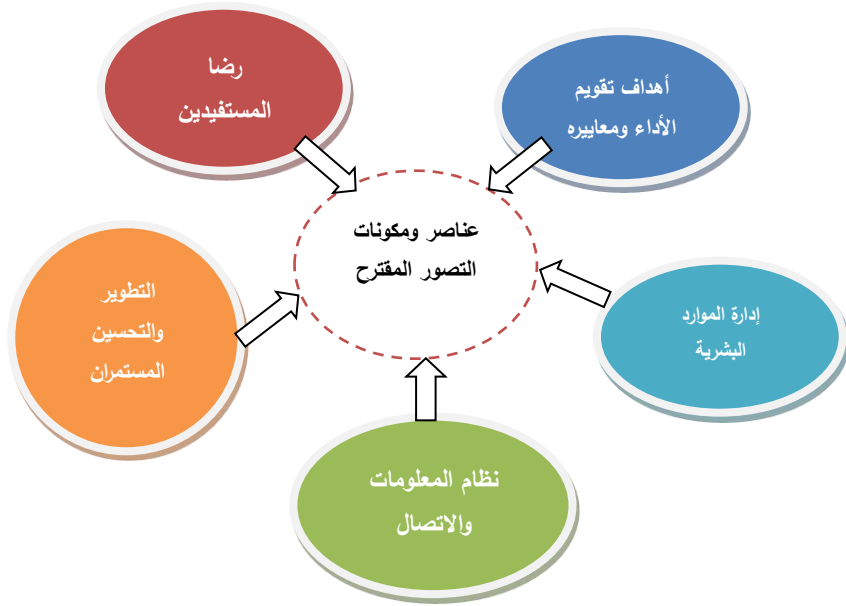 أهداف تقويم
الأداء ومعاييره
رضا
المستفيدين
عناصر ومكونات
التصور المقترح
إدارة الموارد
البشرية
التطوير
والتحسين
المستمران
نظام المعلومات
والاتصال